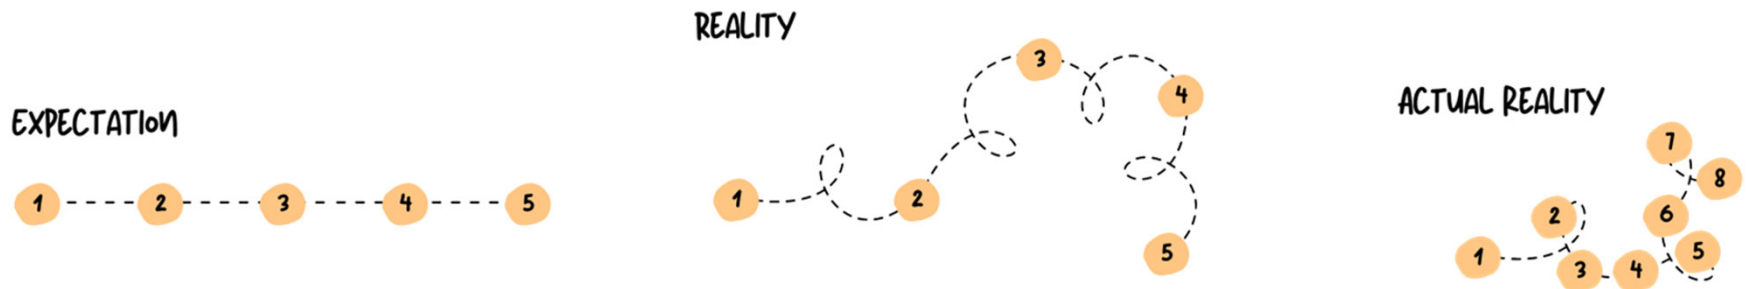 EXPECTATION
1 2 3 4 5
REALITY
1 2 3 4 5
ACTUAL REALITY
1 2 3 4 5 6 7 8